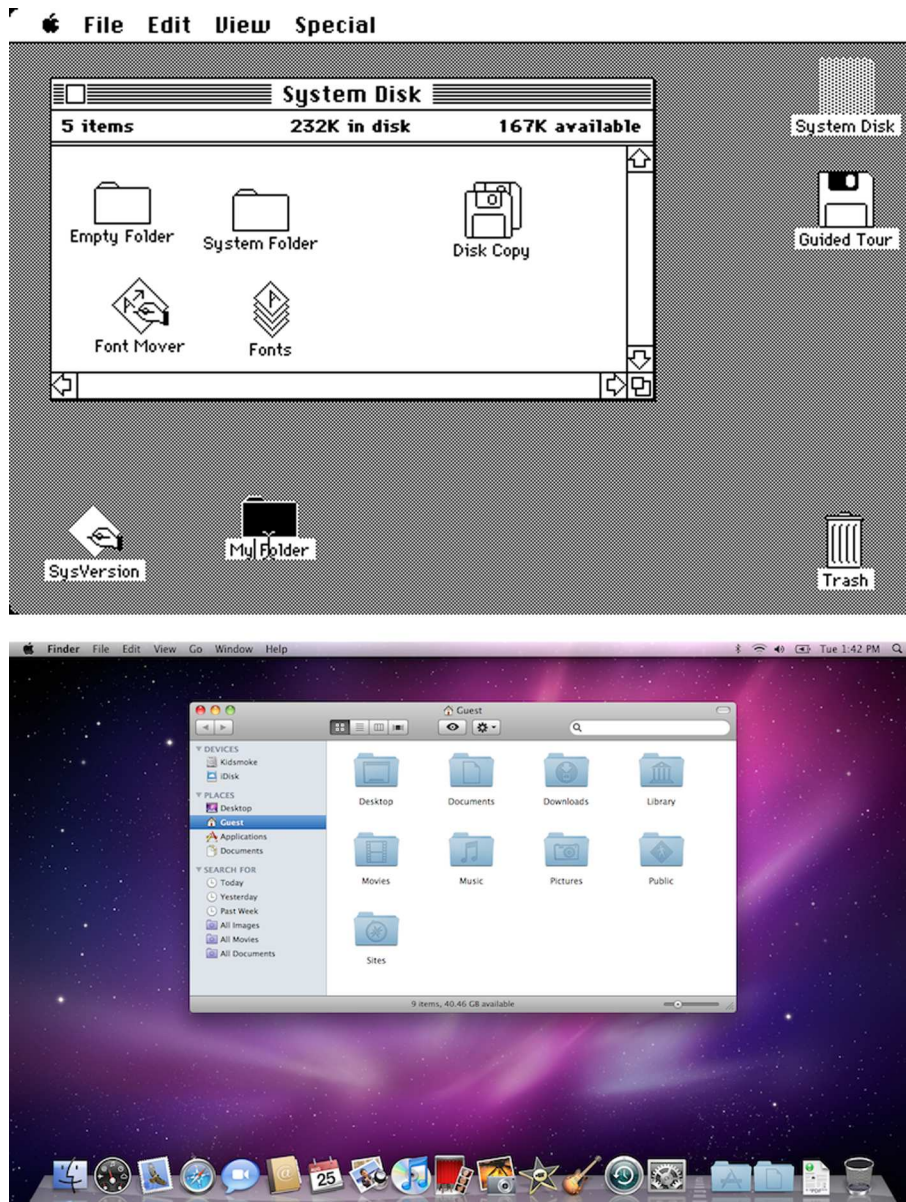 File Edit View Special
System Disk
5 items 232K in disk 167K available
System Disk
Empty Folder
System Folder
Disk Copy
Guided Tour
Font Mover
Fonts
My Folder
SysVersion
Trash
Finder File Edit View Go Window Help Tue 1:42 PM
Guest
DEVICES
Kidsmoke
iDisk
PLACES
Desktop
Guest
Applications
Documents
SEARCH FOR
Today
Yesterday
Past Week
All Images
All Movies
All Documents
Desktop Documents Downloads Library
Movies Music Pictures Public
Sites
9 items, 40.46 GB available
25